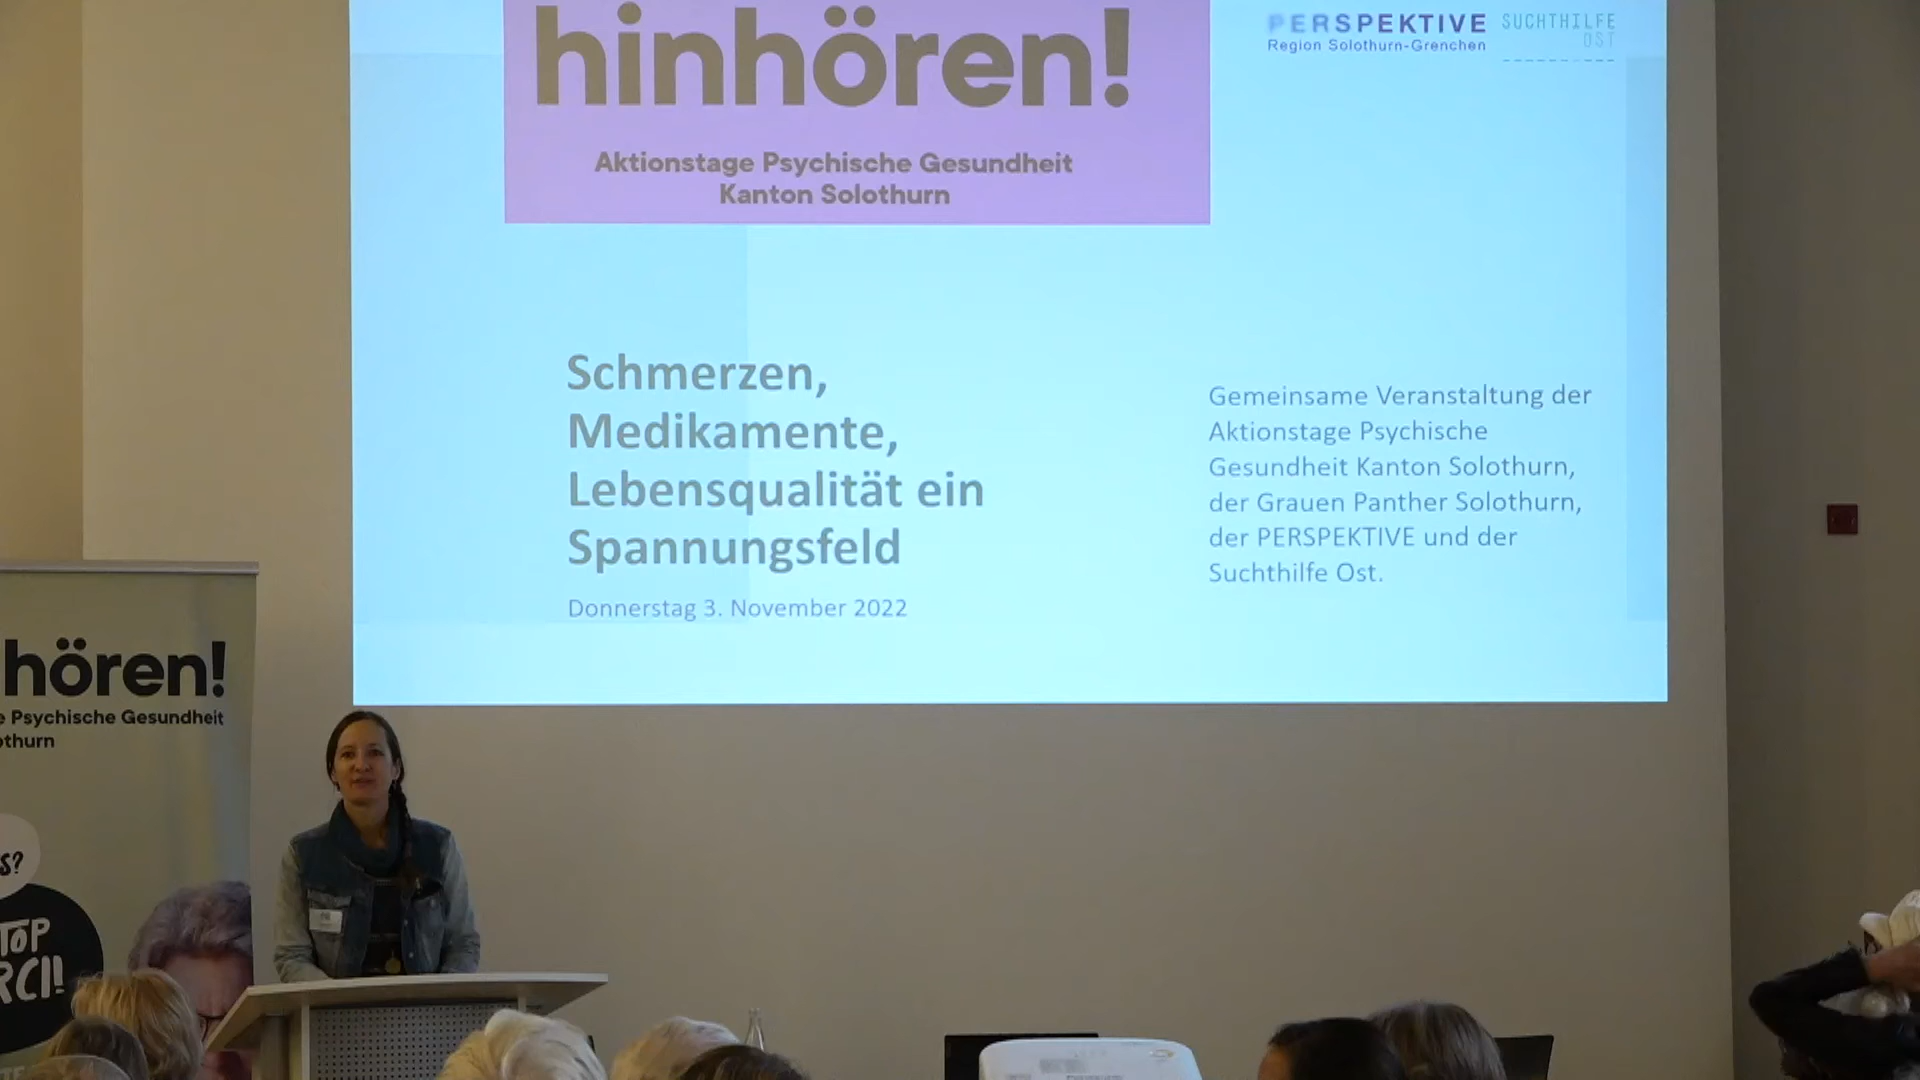 hinhören!
Aktionstage Psychische Gesundheit
Kanton Solothurn
PERSPEKTIVE
Region Solothurn-Grenchen
SUCHTHILFE
OST
Schmerzen,
Medikamente,
Lebensqualität ein
Spannungsfeld
Donnerstag 3. November 2022
Gemeinsame Veranstaltung der
Aktionstage Psychische
Gesundheit Kanton Solothurn,
der Grauen Panther Solothurn,
der PERSPEKTIVE und der
Suchthilfe Ost.
hören!
e Psychische Gesundheit
othurn
S?
TOP
RCI!